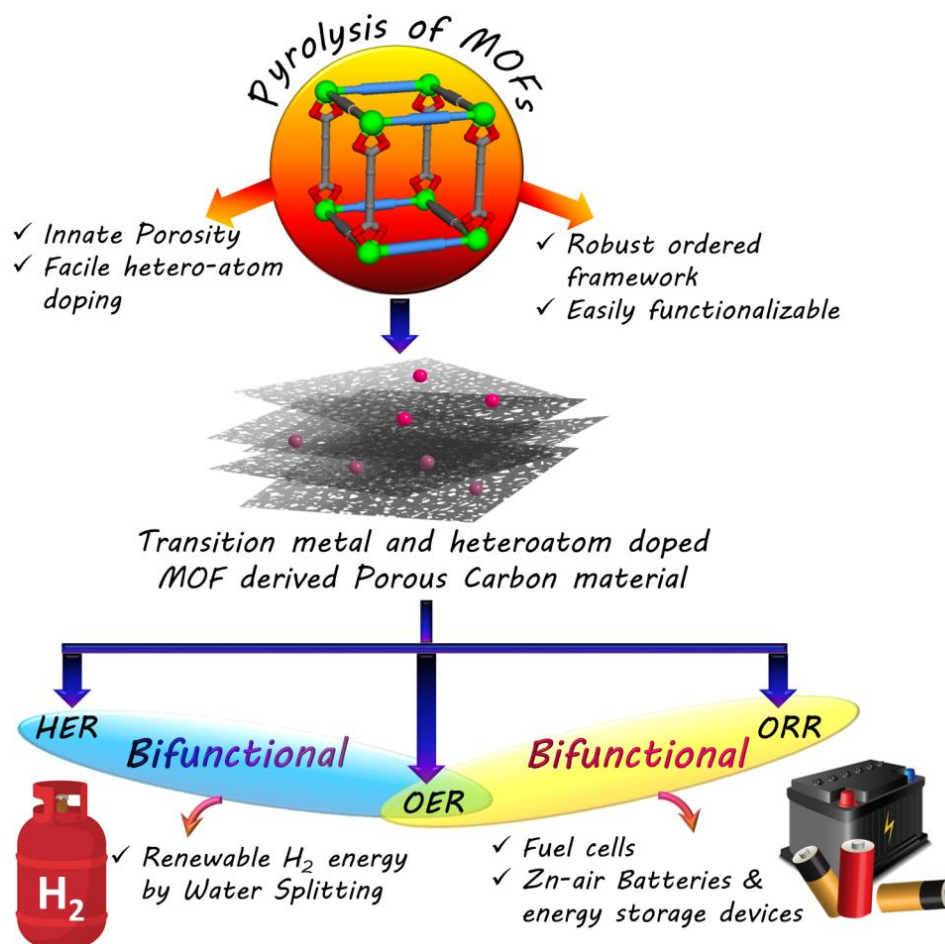 Pyrolysis of MOFs
✓ Innate Porosity
✓ Facile hetero-atom
doping
✓ Robust ordered
framework
✓ Easily functionalizable
Transition metal and heteroatom doped
MOF derived Porous Carbon material
HER
Bifunctional
OER
Bifunctional
ORR
H₂
✓ Renewable H₂ energy
by Water Splitting
✓ Fuel cells
✓ Zn-air Batteries &
energy storage devices